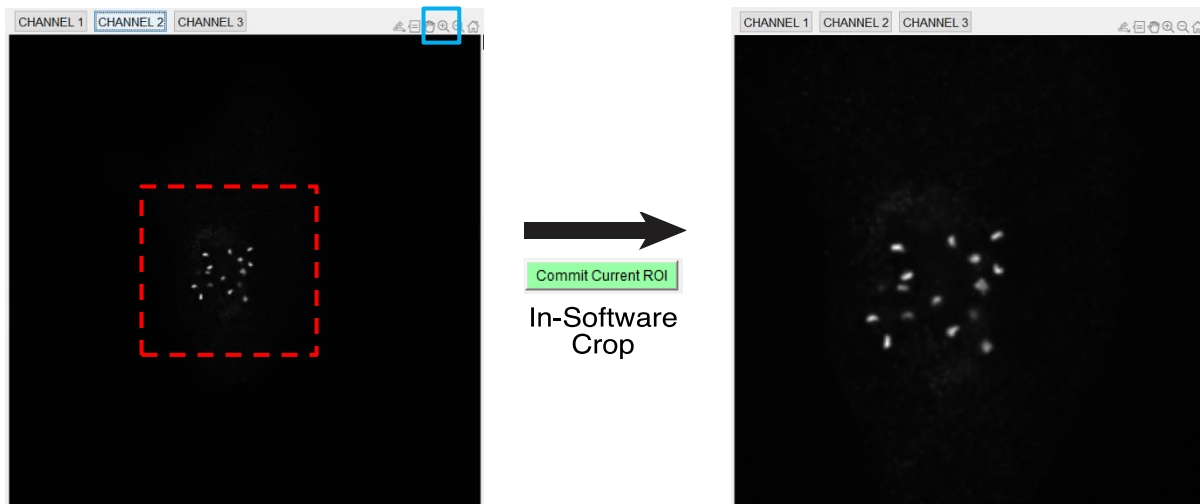 CHANNEL 1 CHANNEL 2 CHANNEL 3
CHANNEL 1 CHANNEL 2 CHANNEL 3
Commit Current ROI
In-Software
Crop